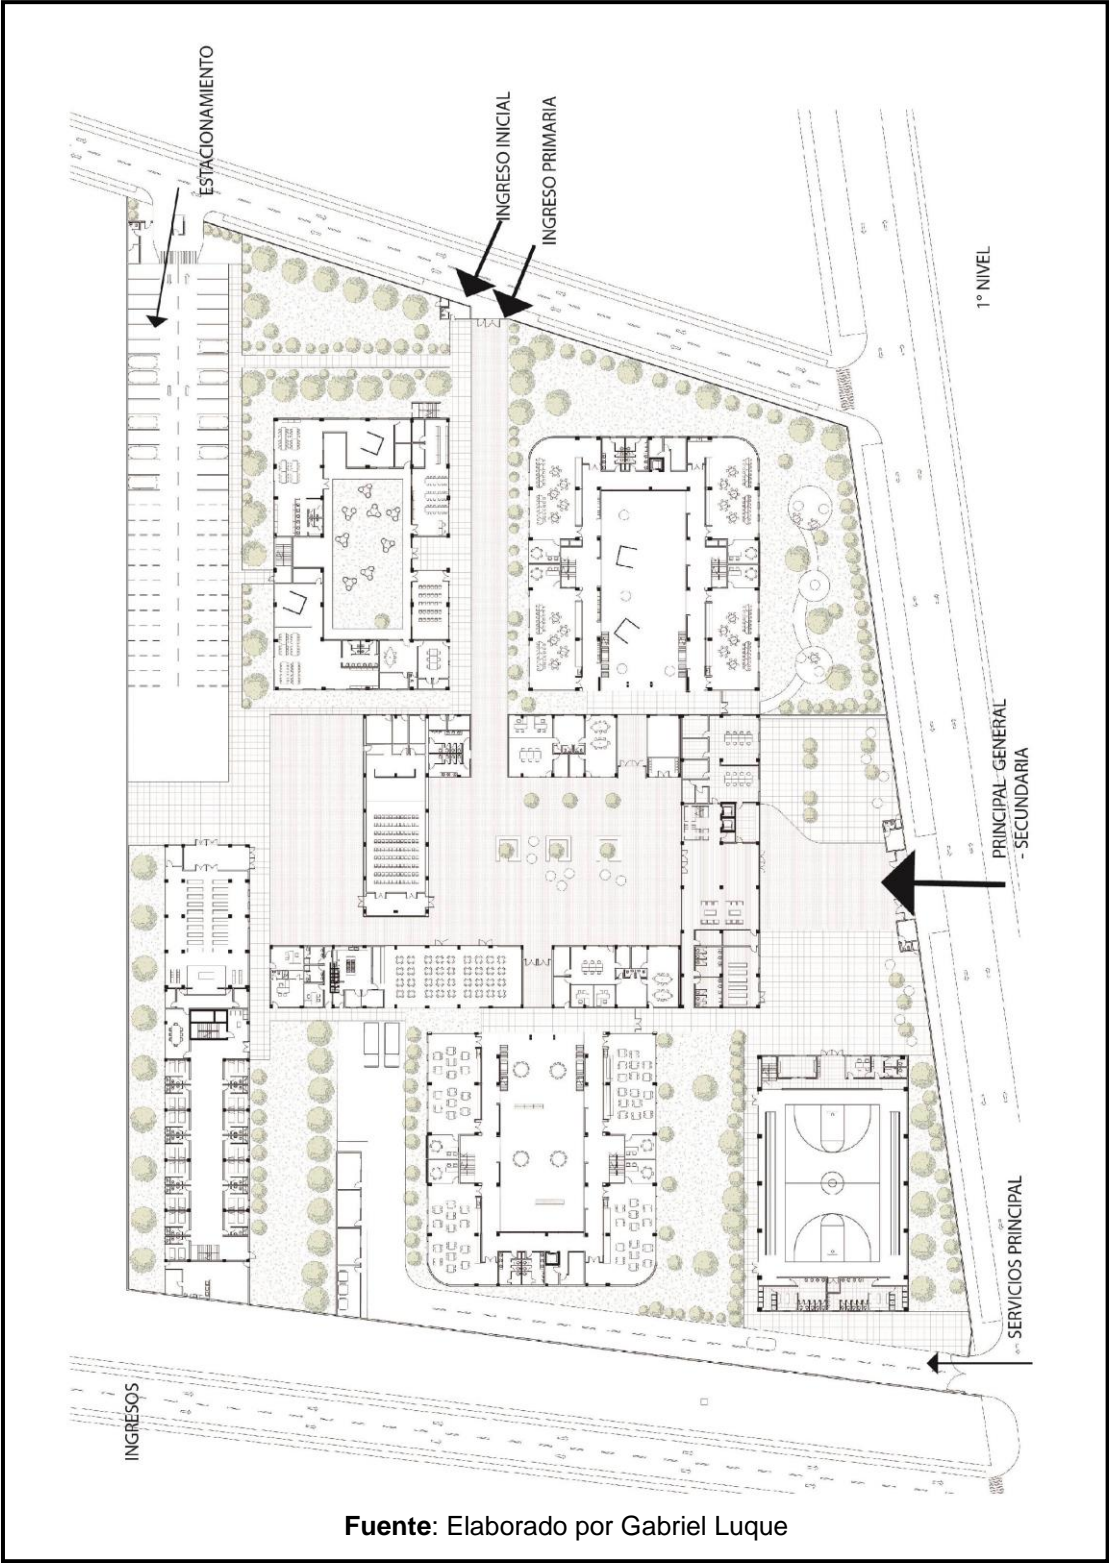 INGRESOS
ESTACIONAMIENTO
INGRESO INICIAL
INGRESO PRIMARIA
1° NIVEL
PRINCIPAL GENERAL
- SECUNDARIA
SERVICIOS PRINCIPAL
Fuente: Elaborado por Gabriel Luque